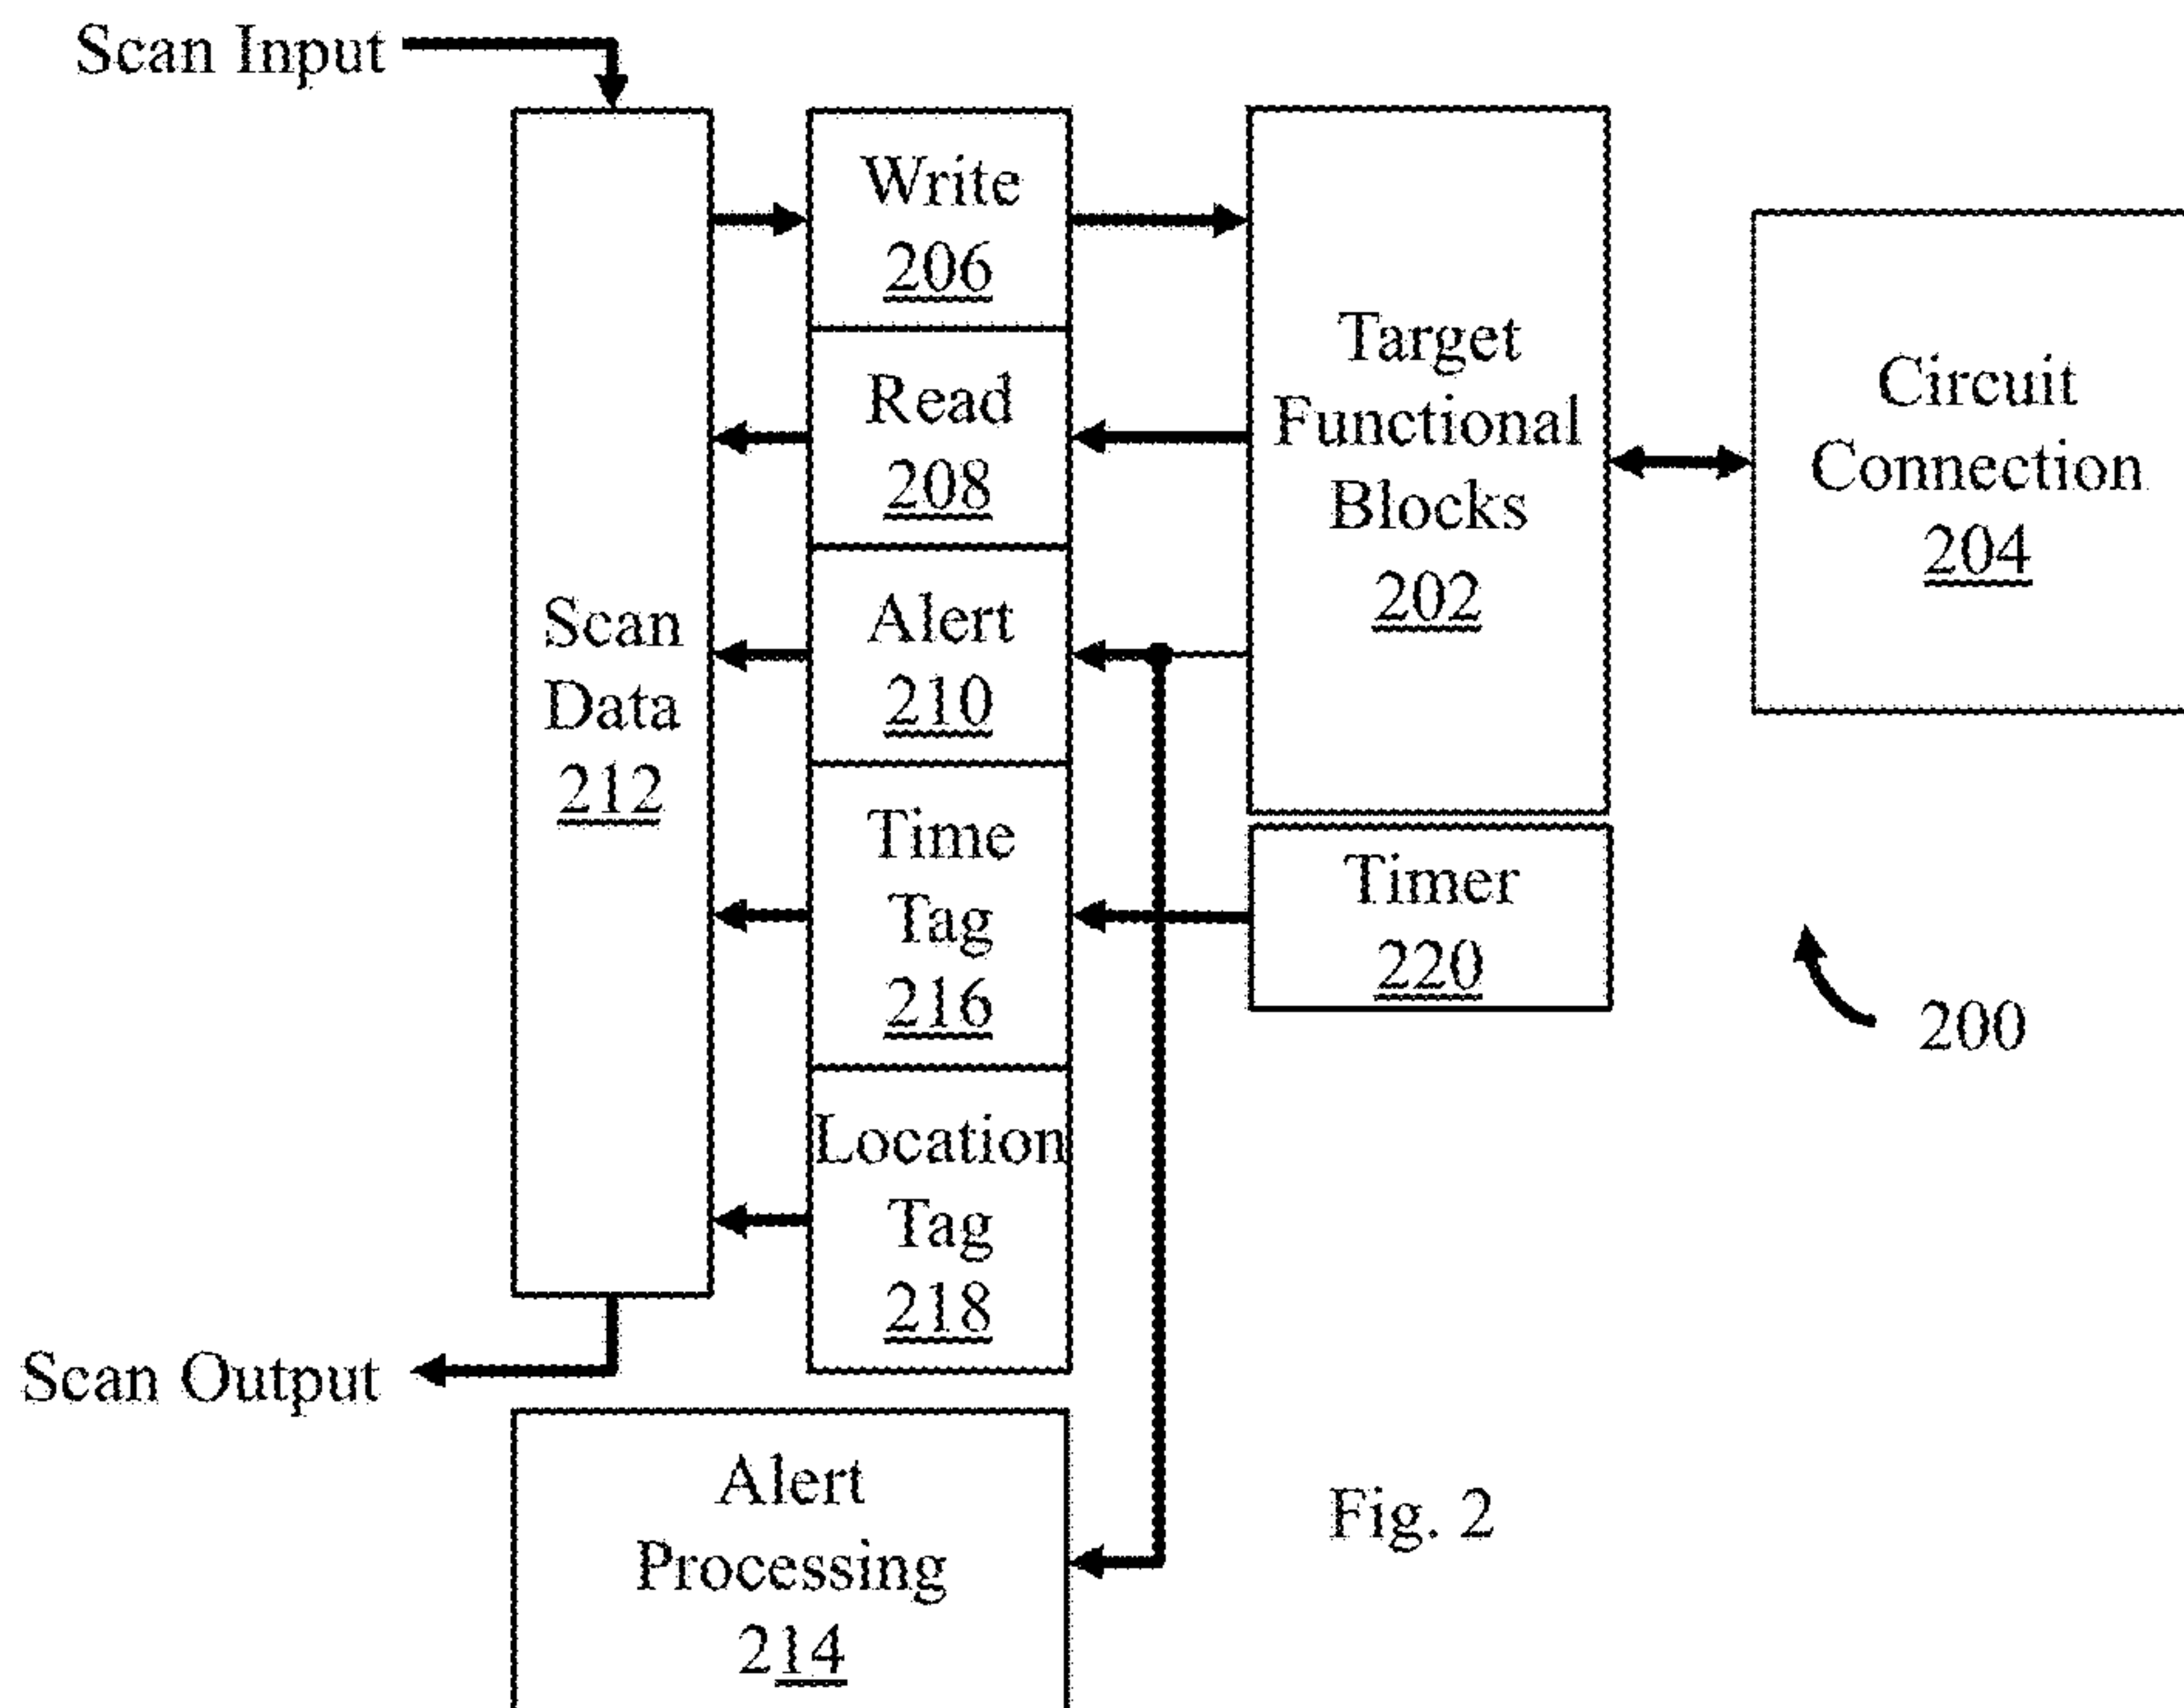 Scan Input
Write
206
Read
208
Alert
210
Time
Tag
216
Location
Tag
218
Scan
Data
212
Target
Functional
Blocks
202
Circuit
Connection
204
Timer
220
200
Scan Output
Alert
Processing
214
Fig. 2